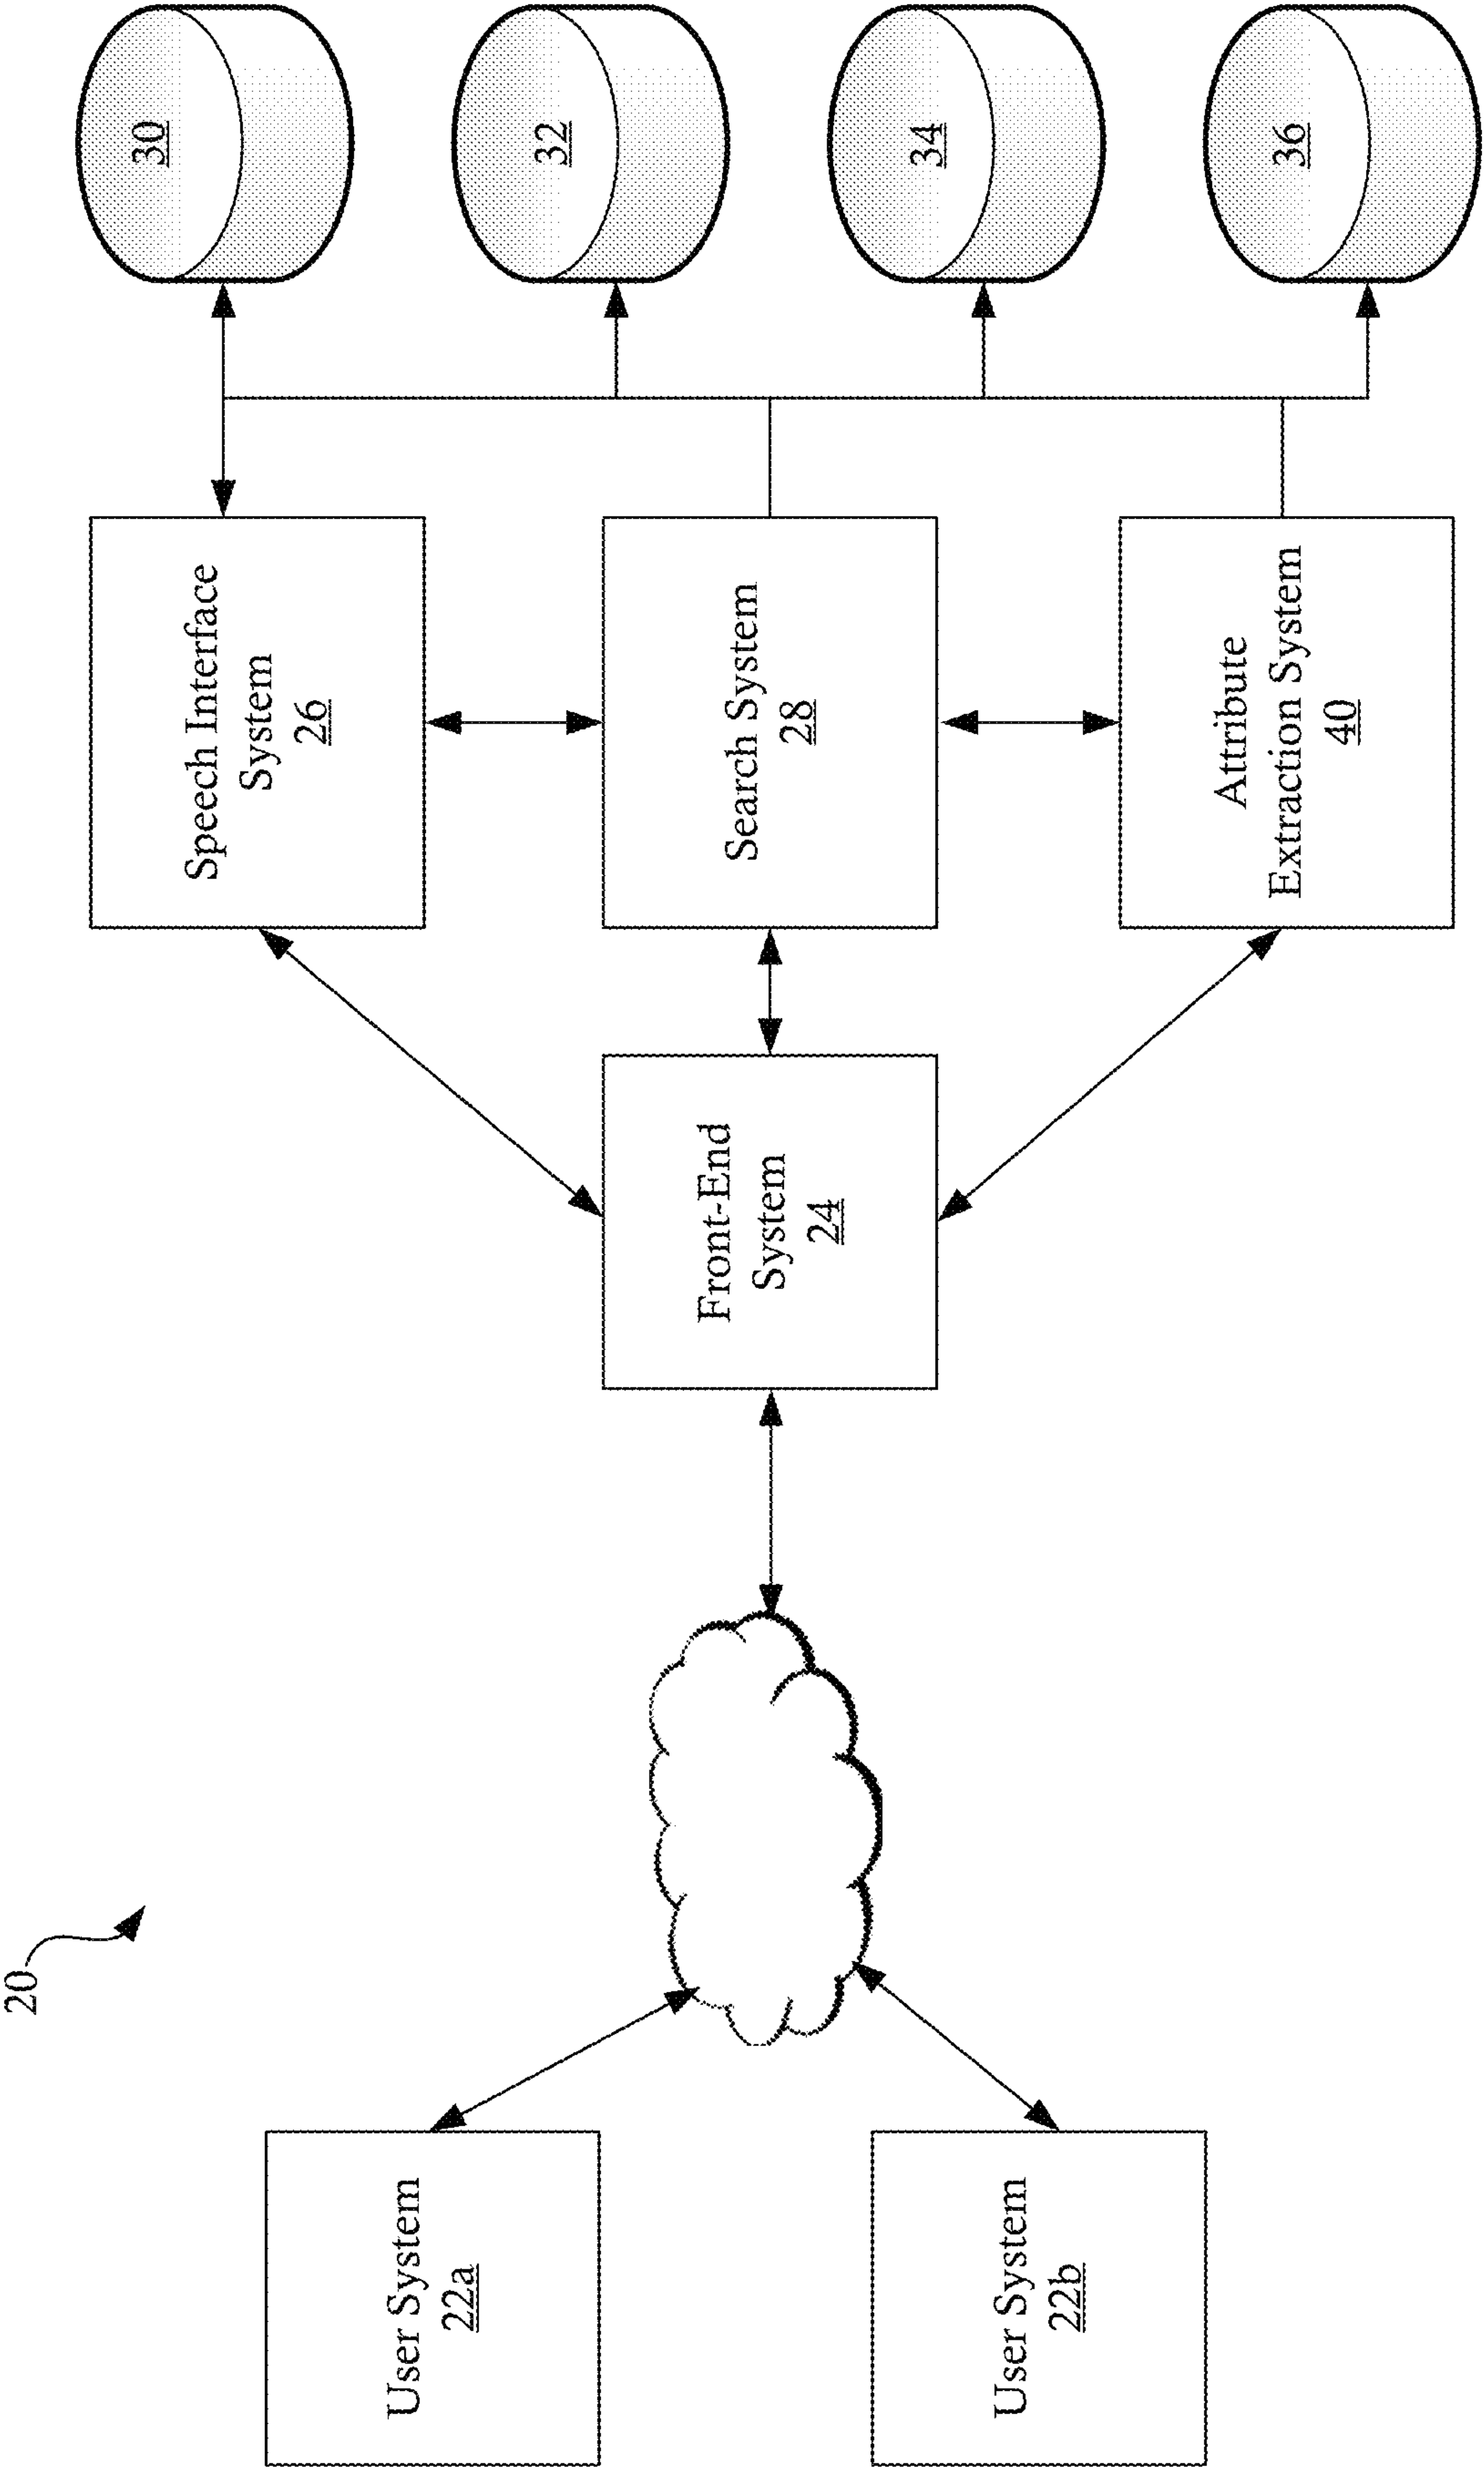 20
User System
22a
User System
22b
Front-End
System
24
Speech Interface
System
26
Search System
28
Attribute
Extraction System
40
30
32
34
36